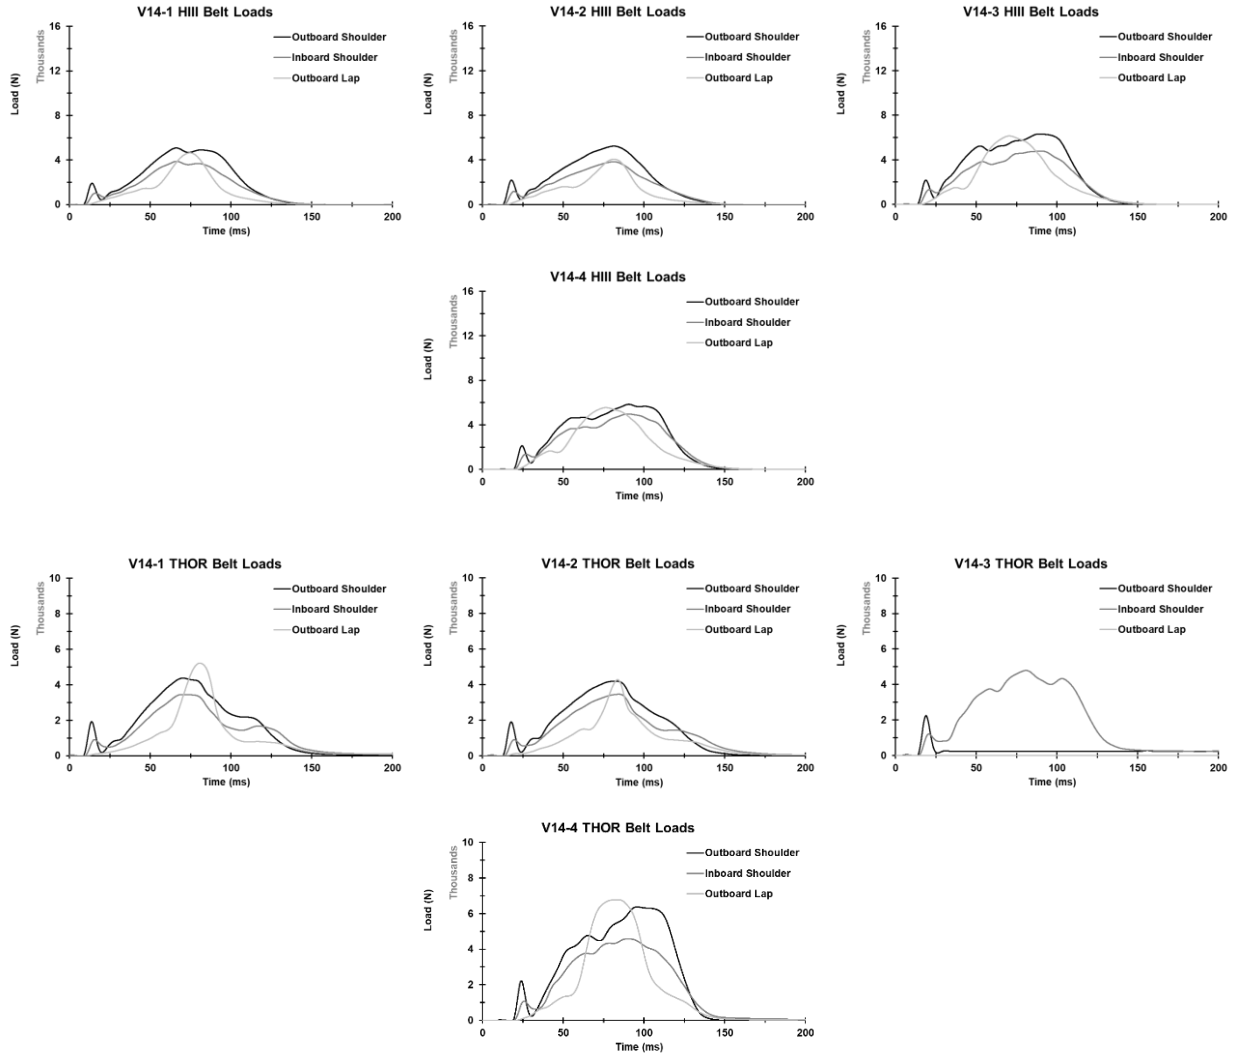 V14-1 HIII Belt Loads
16
12
8
4
0
Load (N)
Thousands
Outboard Shoulder
Inboard Shoulder
Outboard Lap
0 50 100 150 200
Time (ms)
V14-2 HIII Belt Loads
16
12
8
4
0
Load (N)
Thousands
Outboard Shoulder
Inboard Shoulder
Outboard Lap
0 50 100 150 200
Time (ms)
V14-3 HIII Belt Loads
16
12
8
4
0
Load (N)
Thousands
Outboard Shoulder
Inboard Shoulder
Outboard Lap
0 50 100 150 200
Time (ms)
V14-4 HIII Belt Loads
16
12
8
4
0
Load (N)
Thousands
Outboard Shoulder
Inboard Shoulder
Outboard Lap
0 50 100 150 200
Time (ms)
V14-1 THOR Belt Loads
10
8
6
4
2
0
Load (N)
Thousands
Outboard Shoulder
Inboard Shoulder
Outboard Lap
0 50 100 150 200
Time (ms)
V14-2 THOR Belt Loads
10
8
6
4
2
0
Load (N)
Thousands
Outboard Shoulder
Inboard Shoulder
Outboard Lap
0 50 100 150 200
Time (ms)
V14-3 THOR Belt Loads
10
8
6
4
2
0
Load (N)
Thousands
Outboard Shoulder
Inboard Shoulder
Outboard Lap
0 50 100 150 200
Time (ms)
V14-4 THOR Belt Loads
10
8
6
4
2
0
Load (N)
Thousands
Outboard Shoulder
Inboard Shoulder
Outboard Lap
0 50 100 150 200
Time (ms)